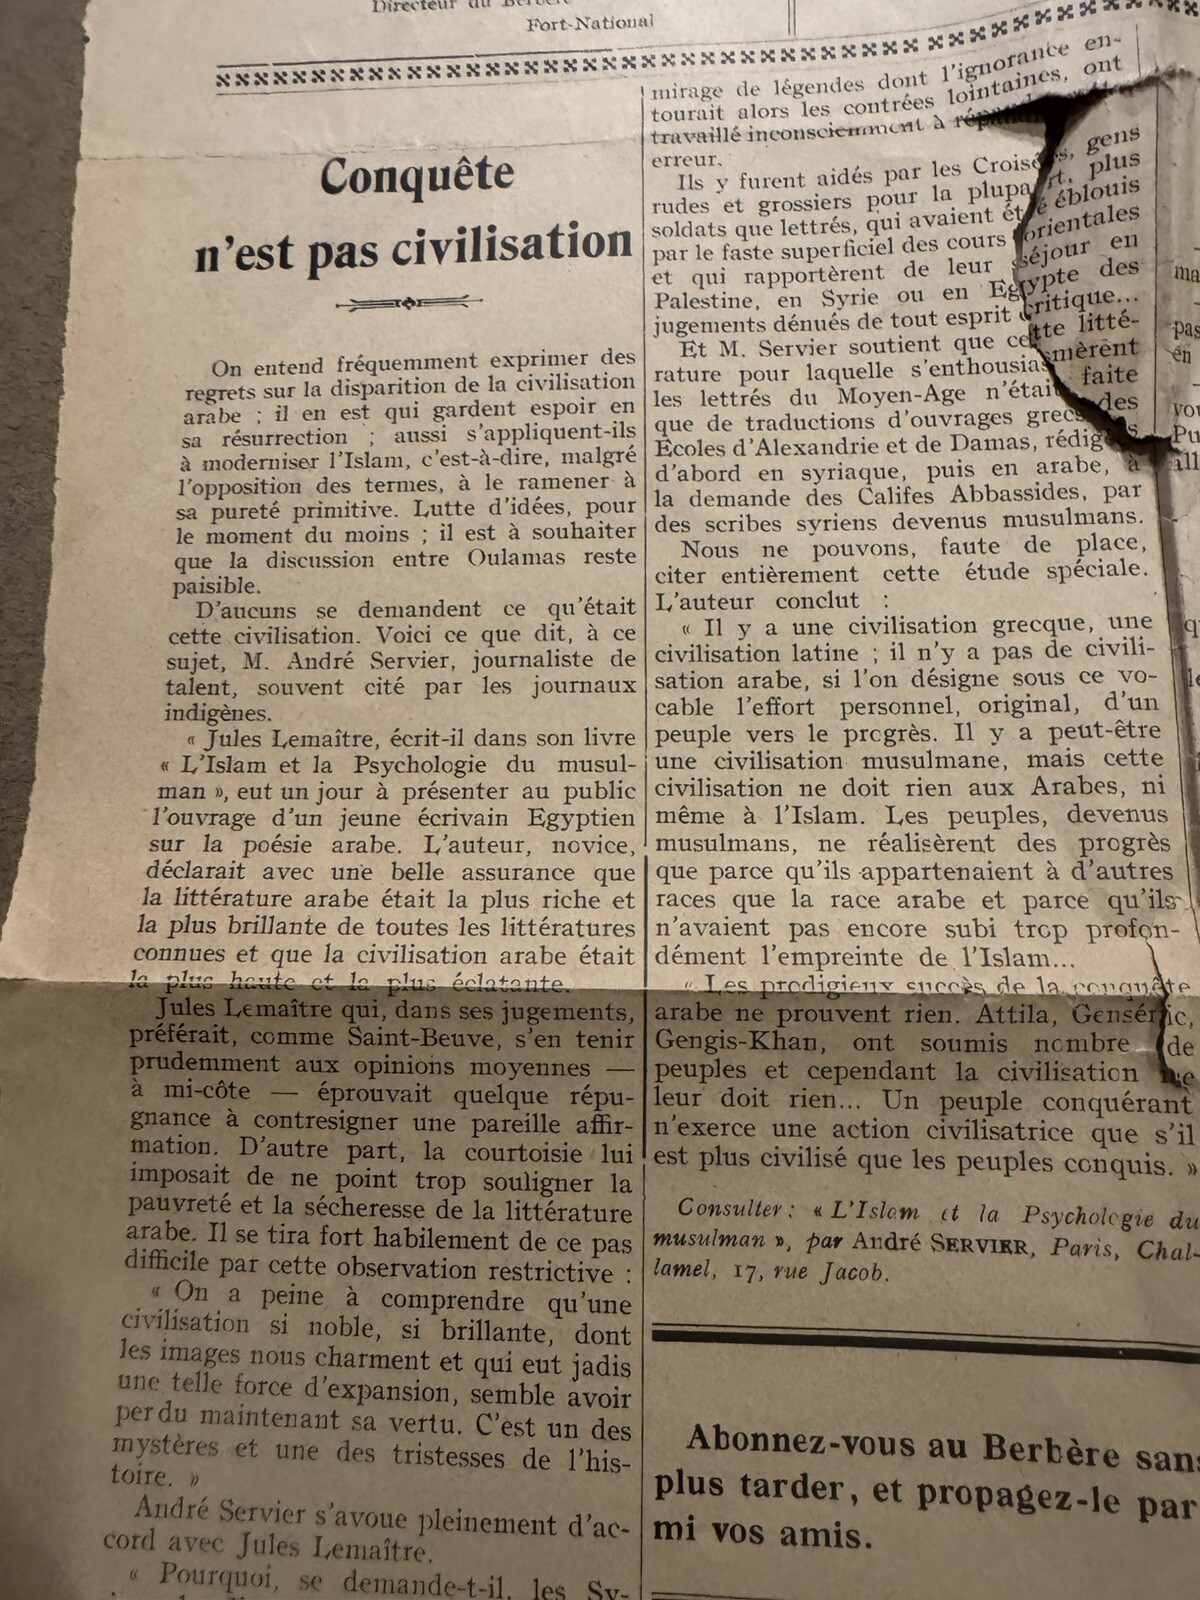 Directeur du Berbère
Fort-National
Conquête
n'est pas civilisation
On entend fréquemment exprimer des
regrets sur la disparition de la civilisation
arabe ; il en est qui gardent espoir en
sa résurrection ; aussi s'appliquent-ils
à moderniser l'Islam, c'est-à-dire, malgré
l'opposition des termes, à le ramener à
sa pureté primitive. Lutte d'idées, pour
le moment du moins ; il est à souhaiter
que la discussion entre Oulamas reste
paisible.
D'aucuns se demandent ce qu'était
cette civilisation. Voici ce que dit, à ce
sujet, M. André Servier, journaliste de
talent, souvent cité par les journaux
indigènes.
« Jules Lemaître, écrit-il dans son livre
« L'Islam et la Psychologie du musul-
man », eut un jour à présenter au public
l'ouvrage d'un jeune écrivain Egyptien
sur la poésie arabe. L'auteur, novice,
déclarait avec une belle assurance que
la littérature arabe était la plus riche et
la plus brillante de toutes les littératures
connues et que la civilisation arabe était
la plus haute et la plus éclatante.
Jules Lemaître qui, dans ses jugements,
préférait, comme Saint-Beuve, s'en tenir
prudemment aux opinions moyennes —
à mi-côte — éprouvait quelque répu-
gnance à contresigner une pareille affir-
mation. D'autre part, la courtoisie lui
imposait de ne point trop souligner la
pauvreté et la sécheresse de la littérature
arabe. Il se tira fort habilement de ce pas
difficile par cette observation restrictive :
« On a peine à comprendre qu'une
civilisation si noble, si brillante, dont
les images nous charment et qui eut jadis
une telle force d'expansion, semble avoir
perdu maintenant sa vertu. C'est un des
mystères et une des tristesses de l'his-
toire. »
André Servier s'avoue pleinement d'ac-
cord avec Jules Lemaître.
« Pourquoi, se demande-t-il, les Sy-
mirage de légendes dont l'ignorance en-
tourait alors les contrées lointaines, ont
travaillé inconsciemment à
erreur.
Ils y furent aidés par les Croisés, gens
rudes et grossiers pour la plupart, plus
soldats que lettrés, qui avaient été éblouis
par le faste superficiel des cours orientales
et qui rapportèrent de leur séjour en
Palestine, en Syrie ou en Egypte des
jugements dénués de tout esprit critique...
Et M. Servier soutient que cette litté-
rature pour laquelle s'enthousiasmèrent
les lettrés du Moyen-Age n'était faite
que de traductions d'ouvrages grecs des
Ecoles d'Alexandrie et de Damas, rédigés
d'abord en syriaque, puis en arabe, à
la demande des Califes Abbassides, par
des scribes syriens devenus musulmans.
Nous ne pouvons, faute de place,
citer entièrement cette étude spéciale.
L'auteur conclut :
« Il y a une civilisation grecque, une
civilisation latine ; il n'y a pas de civili-
sation arabe, si l'on désigne sous ce vo-
cable l'effort personnel, original, d'un
peuple vers le progrès. Il y a peut-être
une civilisation musulmane, mais cette
civilisation ne doit rien aux Arabes, ni
même à l'Islam. Les peuples, devenus
musulmans, ne réalisèrent des progrès
que parce qu'ils appartenaient à d'autres
races que la race arabe et parce qu'ils
n'avaient pas encore subi trop profon-
dément l'empreinte de l'Islam...
« Les prodigieux succès de la conquête
arabe ne prouvent rien. Attila, Genséric,
Gengis-Khan, ont soumis nombre de
peuples et cependant la civilisation ne
leur doit rien... Un peuple conquérant
n'exerce une action civilisatrice que s'il
est plus civilisé que les peuples conquis. »
Consulter : « L'Islam et la Psychologie du
musulman », par André SERVIER, Paris, Chal-
lamel, 17, rue Jacob.
Abonnez-vous au Berbère sans
plus tarder, et propagez-le par
mi vos amis.